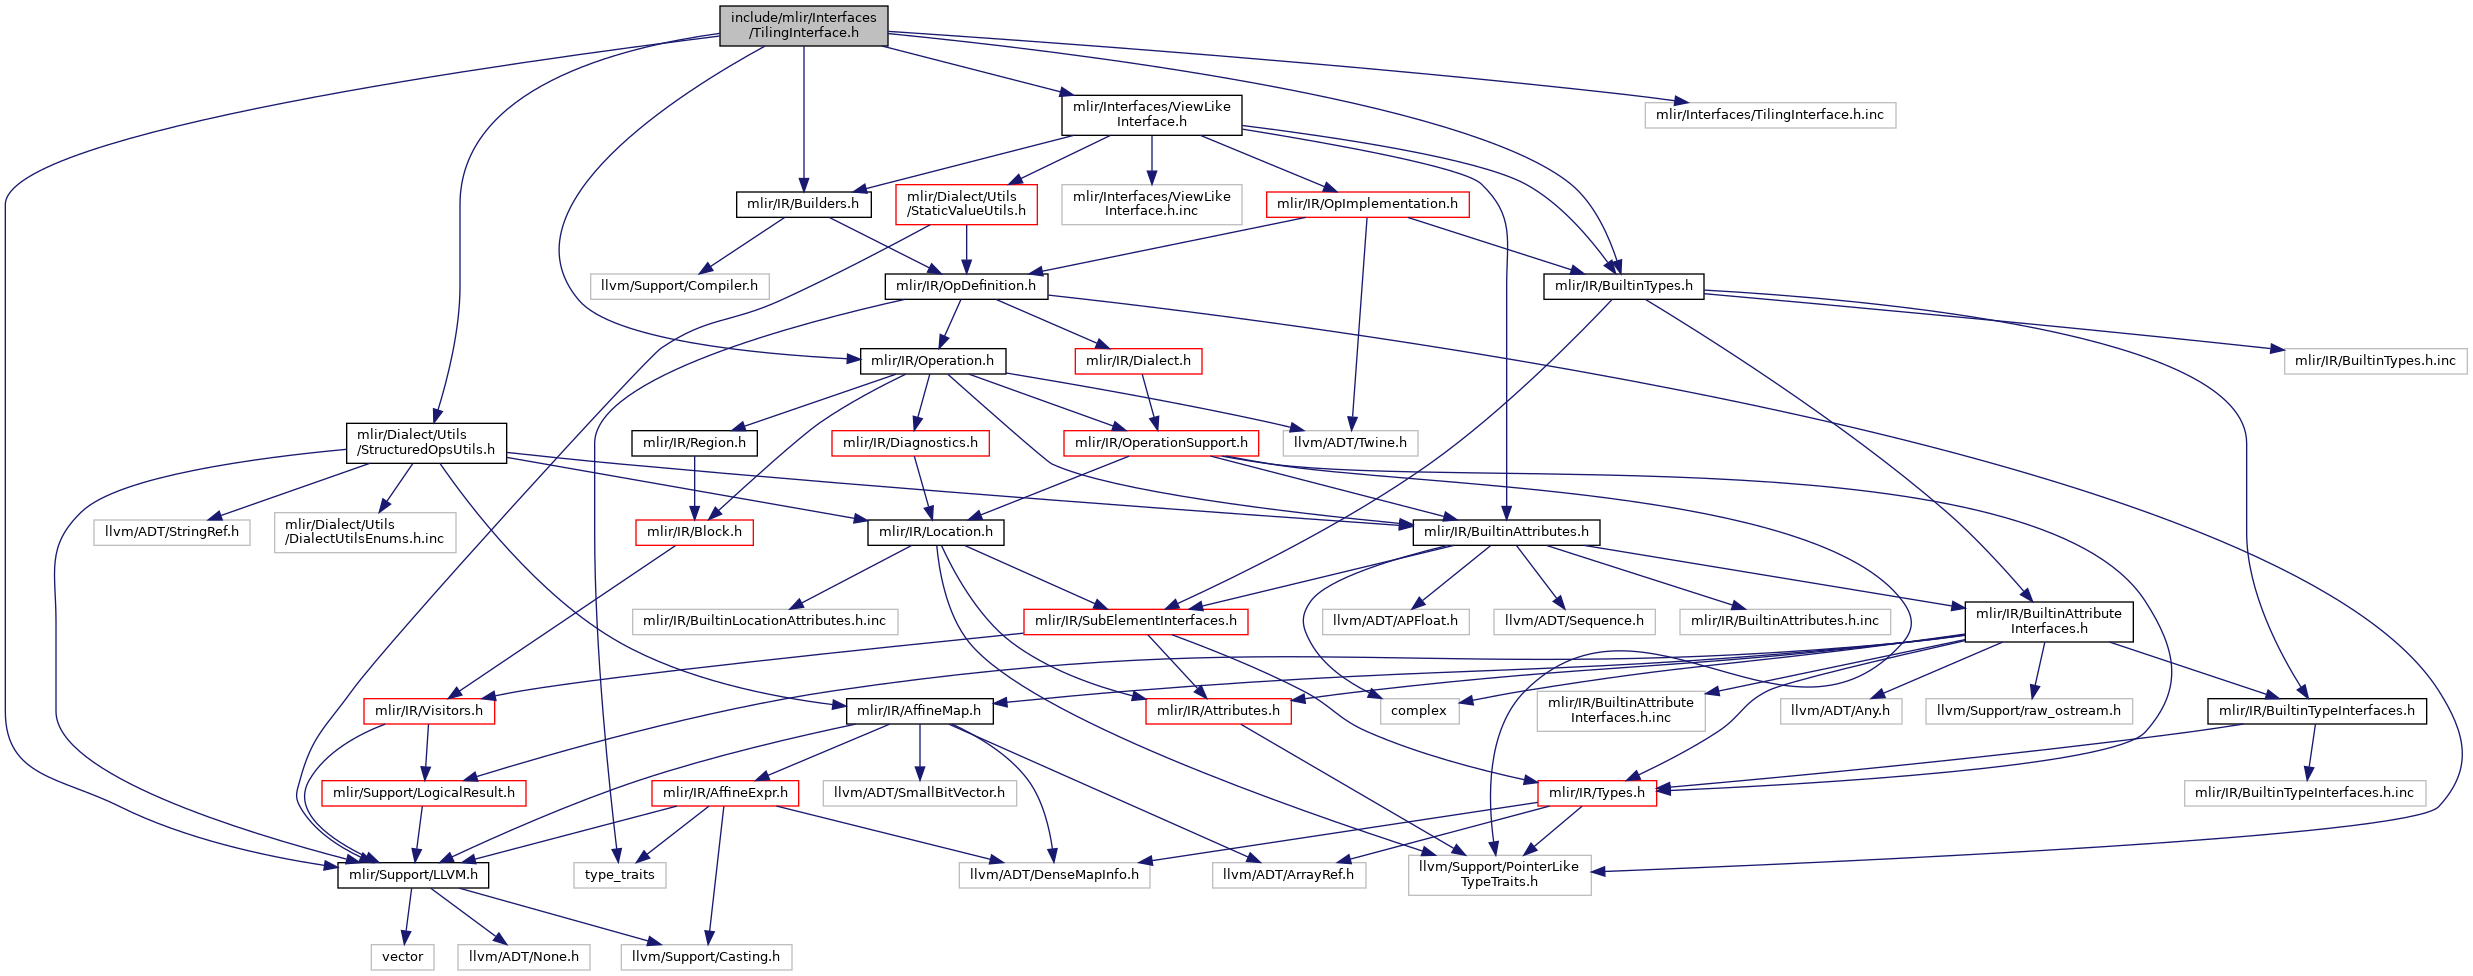 include/mlir/Interfaces
/TilingInterface.h
mlir/Interfaces/ViewLike
Interface.h
mlir/Interfaces/TilingInterface.h.inc
mlir/IR/Builders.h
mlir/Dialect/Utils
/StaticValueUtils.h
mlir/Interfaces/ViewLike
Interface.h.inc
mlir/IR/OpImplementation.h
llvm/Support/Compiler.h
mlir/IR/OpDefinition.h
mlir/IR/BuiltinTypes.h
mlir/IR/Operation.h
mlir/IR/Dialect.h
mlir/IR/BuiltinTypes.h.inc
mlir/Dialect/Utils
/StructuredOpsUtils.h
mlir/IR/Region.h
mlir/IR/Diagnostics.h
mlir/IR/OperationSupport.h
llvm/ADT/Twine.h
llvm/ADT/StringRef.h
mlir/Dialect/Utils
/DialectUtilsEnums.h.inc
mlir/IR/Block.h
mlir/IR/Location.h
mlir/IR/BuiltinAttributes.h
mlir/IR/BuiltinLocationAttributes.h.inc
mlir/IR/SubElementInterfaces.h
llvm/ADT/APFloat.h
llvm/ADT/Sequence.h
mlir/IR/BuiltinAttributes.h.inc
mlir/IR/BuiltinAttribute
Interfaces.h
mlir/IR/Visitors.h
mlir/IR/AffineMap.h
mlir/IR/Attributes.h
complex
mlir/IR/BuiltinAttribute
Interfaces.h.inc
llvm/ADT/Any.h
llvm/Support/raw_ostream.h
mlir/IR/BuiltinTypeInterfaces.h
mlir/Support/LogicalResult.h
mlir/IR/AffineExpr.h
llvm/ADT/SmallBitVector.h
mlir/IR/Types.h
mlir/IR/BuiltinTypeInterfaces.h.inc
mlir/Support/LLVM.h
type_traits
llvm/ADT/DenseMapInfo.h
llvm/ADT/ArrayRef.h
llvm/Support/PointerLike
TypeTraits.h
vector
llvm/ADT/None.h
llvm/Support/Casting.h